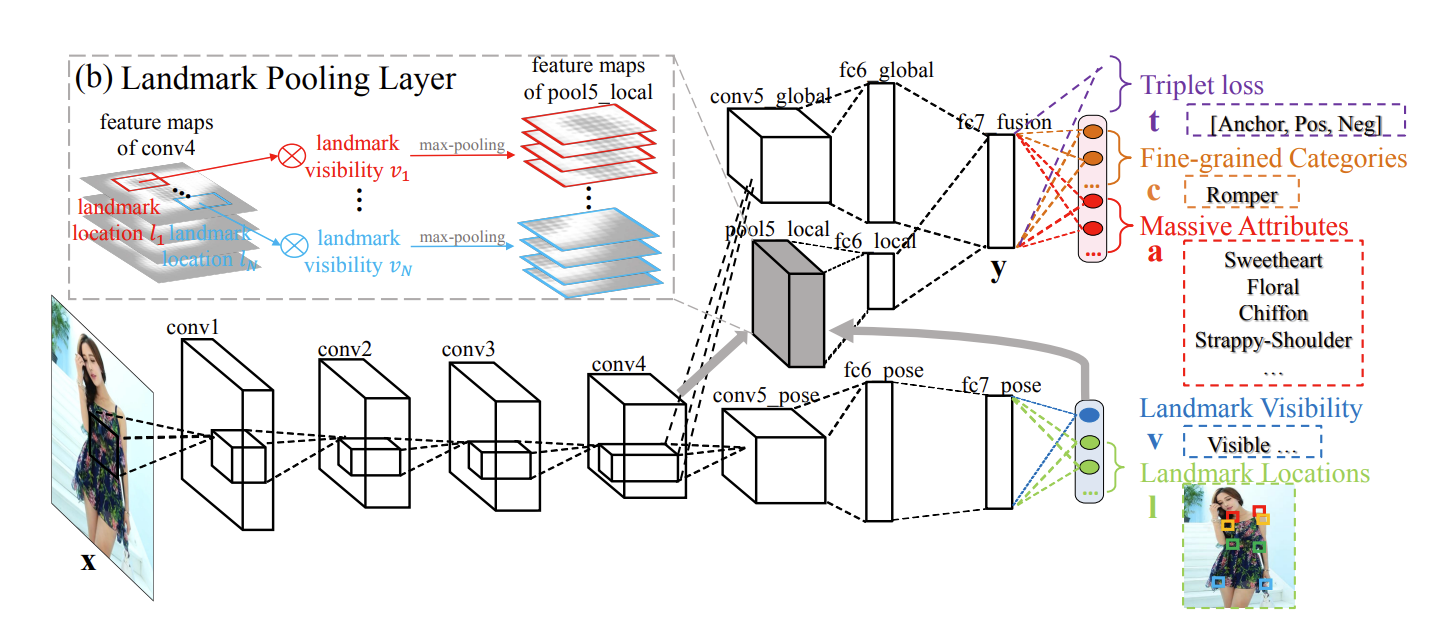 (b) Landmark Pooling Layer
feature maps
of conv4
landmark
location l₁
landmark
location l_N
landmark
visibility v₁
max-pooling
...
landmark
visibility v_N
max-pooling
feature maps
of pool5_local
...
x
conv1
conv2
conv3
conv4
conv5_global
fc6_global
fc7_fusion
y
pool5_local
fc6_local
conv5_pose
fc6_pose
fc7_pose
Triplet loss
t
[Anchor, Pos, Neg]
Fine-grained Categories
c
Romper
Massive Attributes
a
Sweetheart
Floral
Chiffon
Strappy-Shoulder
...
Landmark Visibility
v
Visible ...
Landmark Locations
l